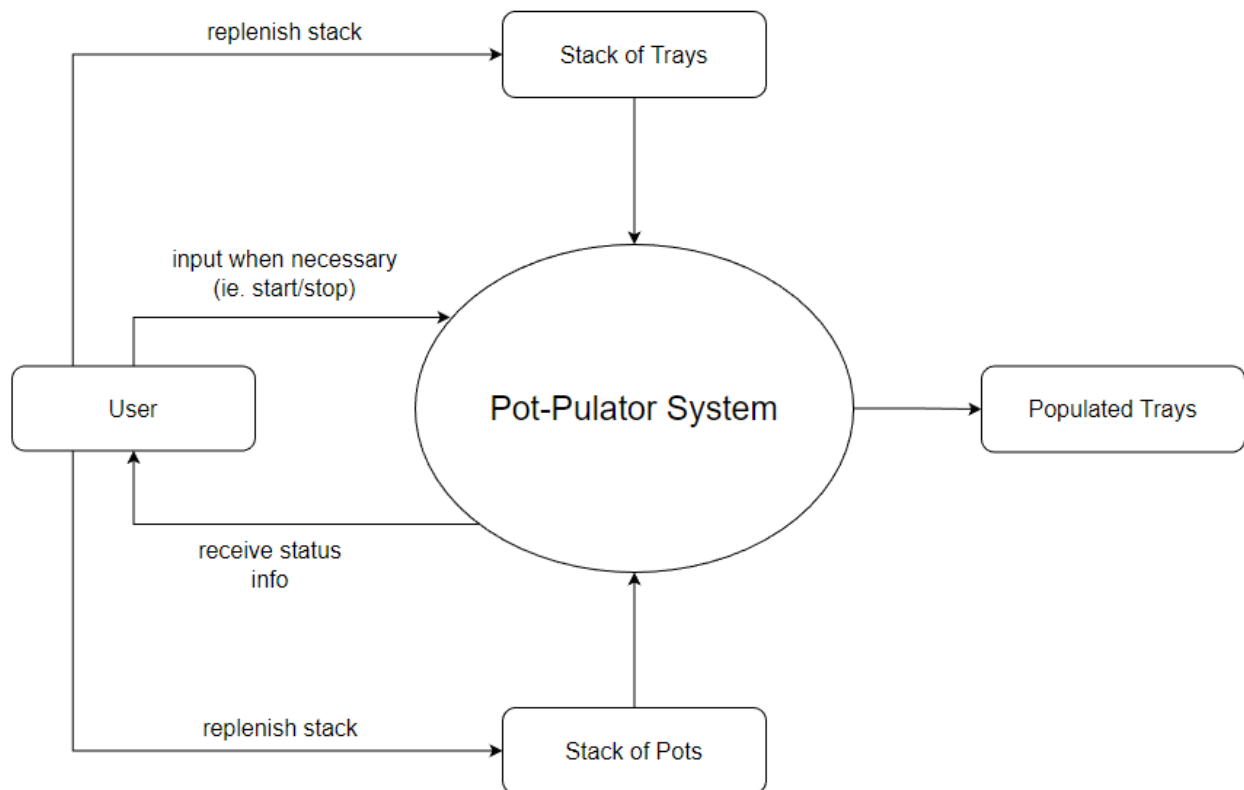 replenish stack
Stack of Trays
input when necessary
(ie. start/stop)
User
Pot-Pulator System
Populated Trays
receive status
info
replenish stack
Stack of Pots